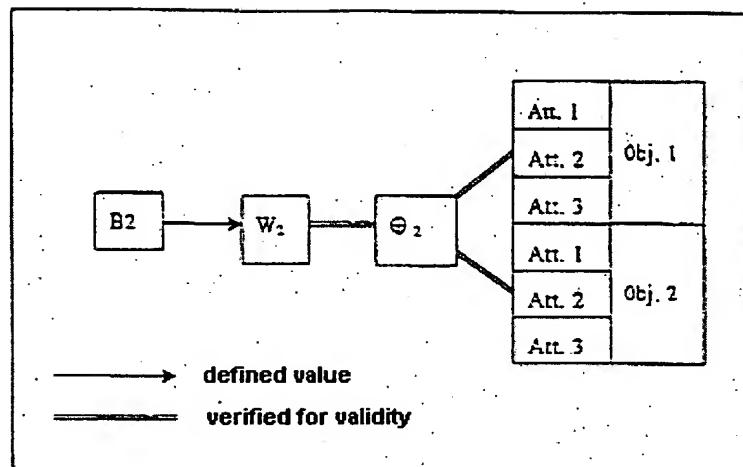 Att. 1
Att. 2
Obj. 1
Att. 3
B2
W₂
Θ₂
Att. 1
Att. 2
Obj. 2
Att. 3
defined value
verified for validity